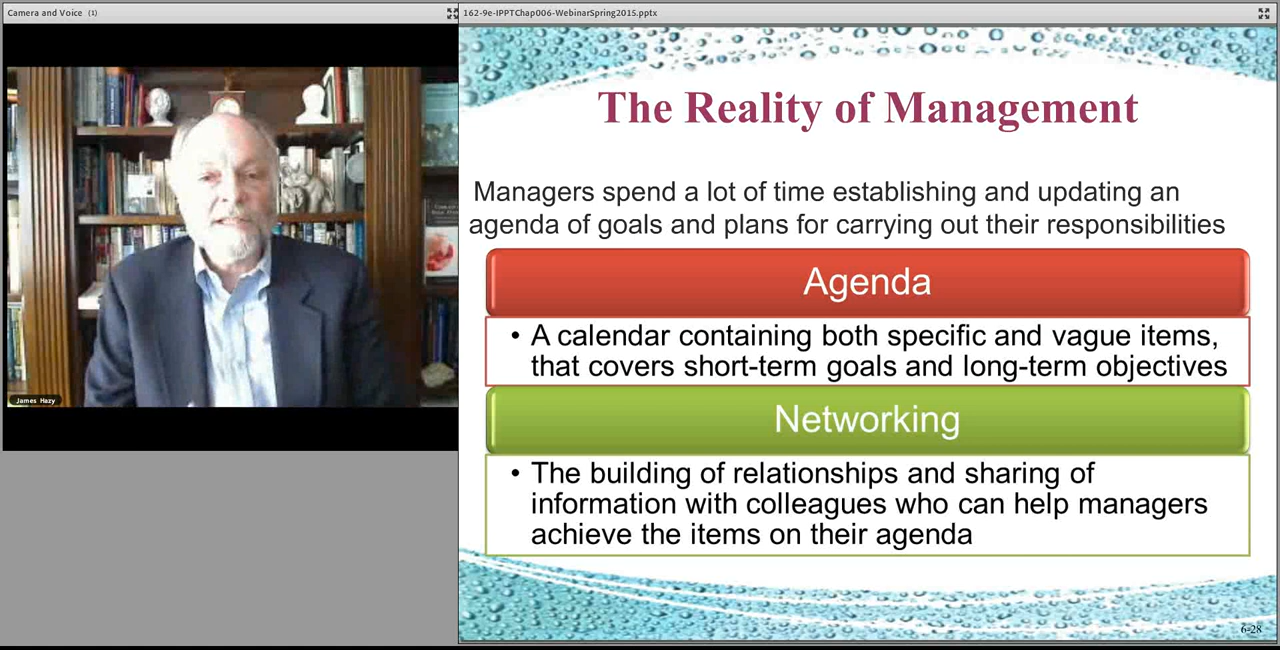 Camera and Voice (1)
162-9e-IPPTChap006-WebinarSpring2015.pptx
The Reality of Management
Managers spend a lot of time establishing and updating an
agenda of goals and plans for carrying out their responsibilities
Agenda
• A calendar containing both specific and vague items,
that covers short-term goals and long-term objectives
Networking
• The building of relationships and sharing of
information with colleagues who can help managers
achieve the items on their agenda
James Hazy
6-28